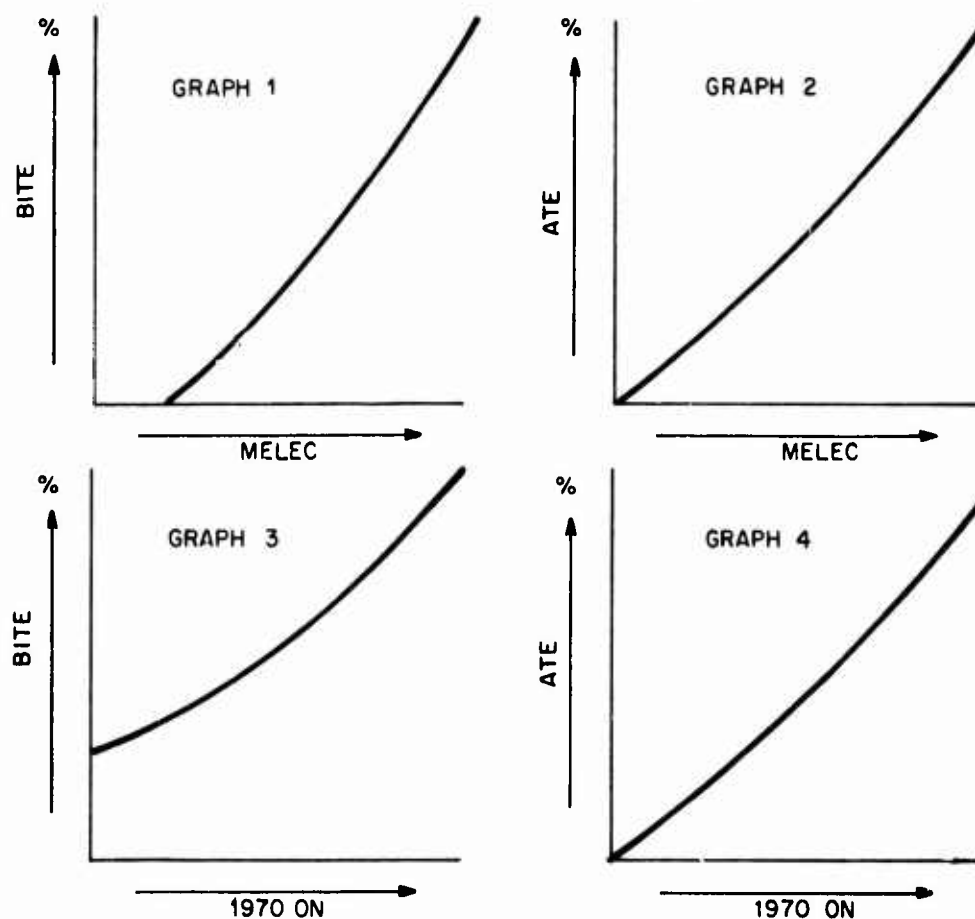 %
GRAPH 1
BITE
MELEC
%
GRAPH 2
ATE
MELEC
%
GRAPH 3
BITE
1970 ON
%
GRAPH 4
ATE
1970 ON